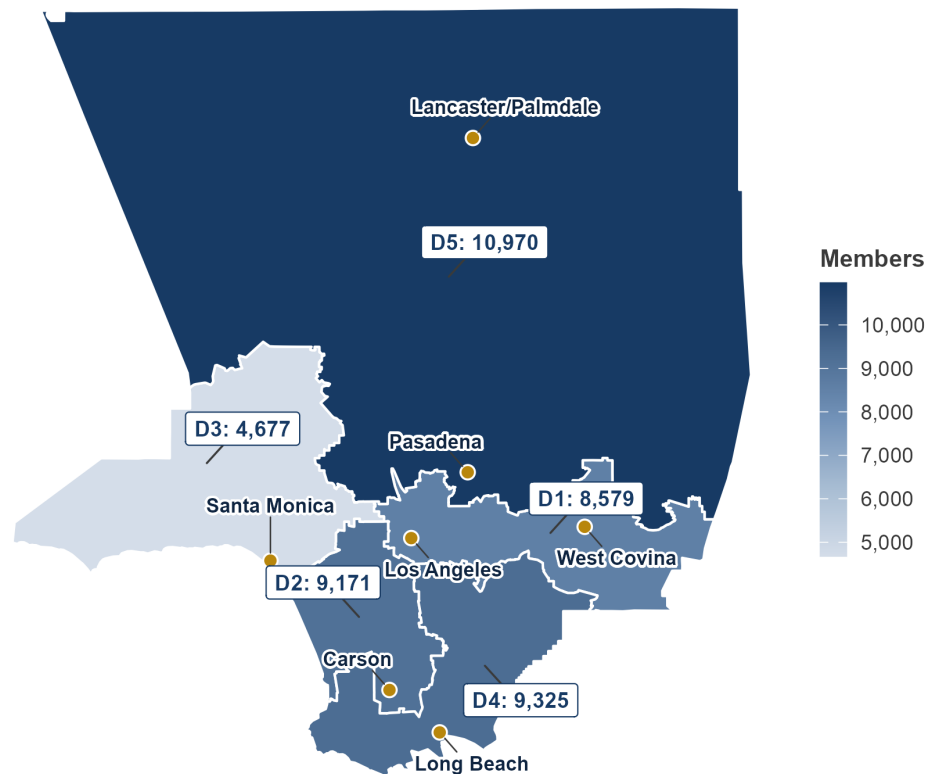 Lancaster/Palmdale
D5: 10,970
Members
10,000
9,000
8,000
7,000
6,000
5,000
D3: 4,677
Pasadena
Santa Monica
D1: 8,579
West Covina
Los Angeles
D2: 9,171
Carson
D4: 9,325
Long Beach